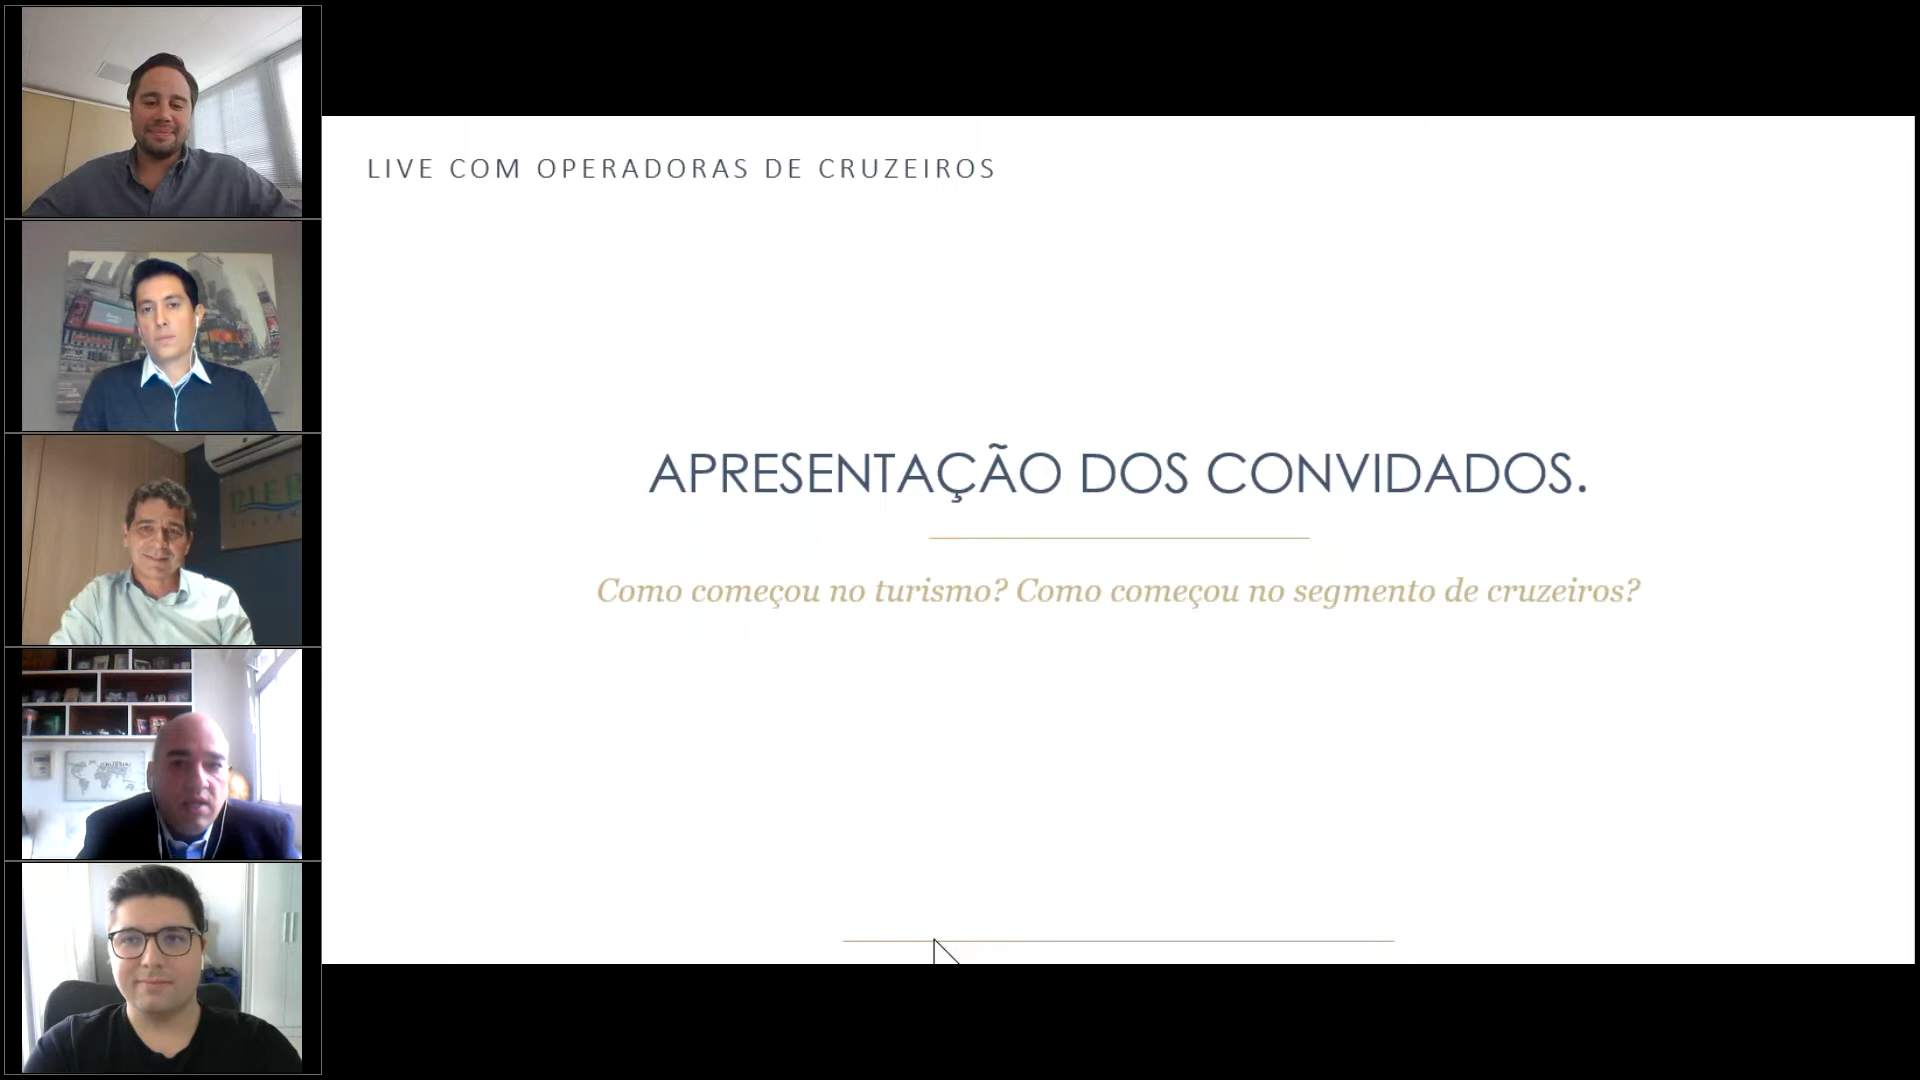 LIVE COM OPERADORAS DE CRUZEIROS
APRESENTAÇÃO DOS CONVIDADOS.
Como começou no turismo? Como começou no segmento de cruzeiros?